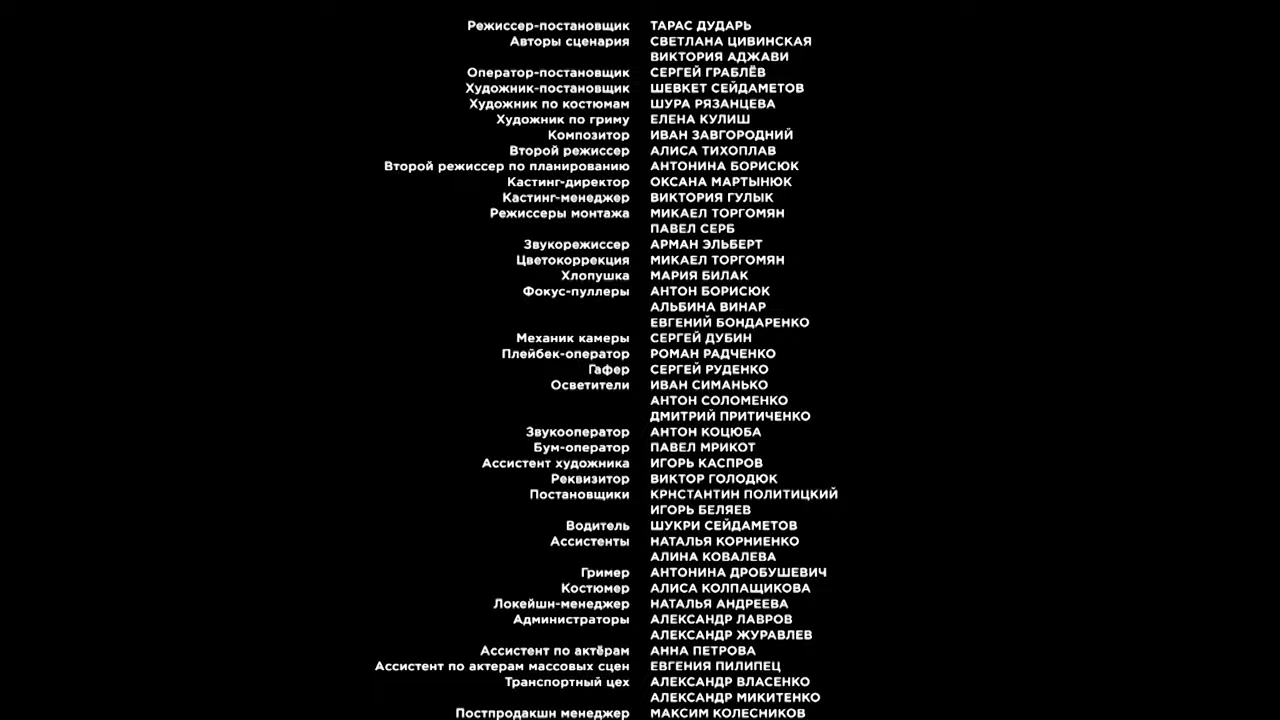 Режиссер-постановщик ТАРАС ДУДАРЬ
Авторы сценария СВЕТЛАНА ЦИВИНСКАЯ
ВИКТОРИЯ АДЖАВИ
Оператор-постановщик СЕРГЕЙ ГРАБЛЁВ
Художник-постановщик ШЕВКЕТ СЕЙДАМЕТОВ
Художник по костюмам ШУРА РЯЗАНЦЕВА
Художник по гриму ЕЛЕНА КУЛИШ
Композитор ИВАН ЗАВГОРОДНИЙ
Второй режиссер АЛИСА ТИХОПЛАВ
Второй режиссер по планированию АНТОНИНА БОРИСЮК
Кастинг-директор ОКСАНА МАРТЫНЮК
Кастинг-менеджер ВИКТОРИЯ ГУЛЫК
Режиссеры монтажа МИКАЕЛ ТОРГОМЯН
ПАВЕЛ СЕРБ
Звукорежиссер АРМАН ЭЛЬБЕРТ
Цветокоррекция МИКАЕЛ ТОРГОМЯН
Хлопушка МАРИЯ БИЛАК
Фокус-пуллеры АНТОН БОРИСЮК
АЛЬБИНА ВИНАР
ЕВГЕНИЙ БОНДАРЕНКО
Механик камеры СЕРГЕЙ ДУБИН
Плейбек-оператор РОМАН РАДЧЕНКО
Гафер СЕРГЕЙ РУДЕНКО
Осветители ИВАН СИМАНЬКО
АНТОН СОЛОМЕНКО
ДМИТРИЙ ПРИТИЧЕНКО
Звукооператор АНТОН КОЦЮБА
Бум-оператор ПАВЕЛ МРИКОТ
Ассистент художника ИГОРЬ КАСПРОВ
Реквизитор ВИКТОР ГОЛОДЮК
Постановщики КРНСТАНТИН ПОЛИТИЦКИЙ
ИГОРЬ БЕЛЯЕВ
Водитель ШУКРИ СЕЙДАМЕТОВ
Ассистенты НАТАЛЬЯ КОРНИЕНКО
АЛИНА КОВАЛЕВА
Гример АНТОНИНА ДРОБУШЕВИЧ
Костюмер АЛИСА КОЛПАЩИКОВА
Локейшн-менеджер НАТАЛЬЯ АНДРЕЕВА
Администраторы АЛЕКСАНДР ЛАВРОВ
АЛЕКСАНДР ЖУРАВЛЕВ
Ассистент по актёрам АННА ПЕТРОВА
Ассистент по актерам массовых сцен ЕВГЕНИЯ ПИЛИПЕЦ
Транспортный цех АЛЕКСАНДР ВЛАСЕНКО
АЛЕКСАНДР МИКИТЕНКО
Постпродакшн менеджер МАКСИМ КОЛЕСНИКОВ